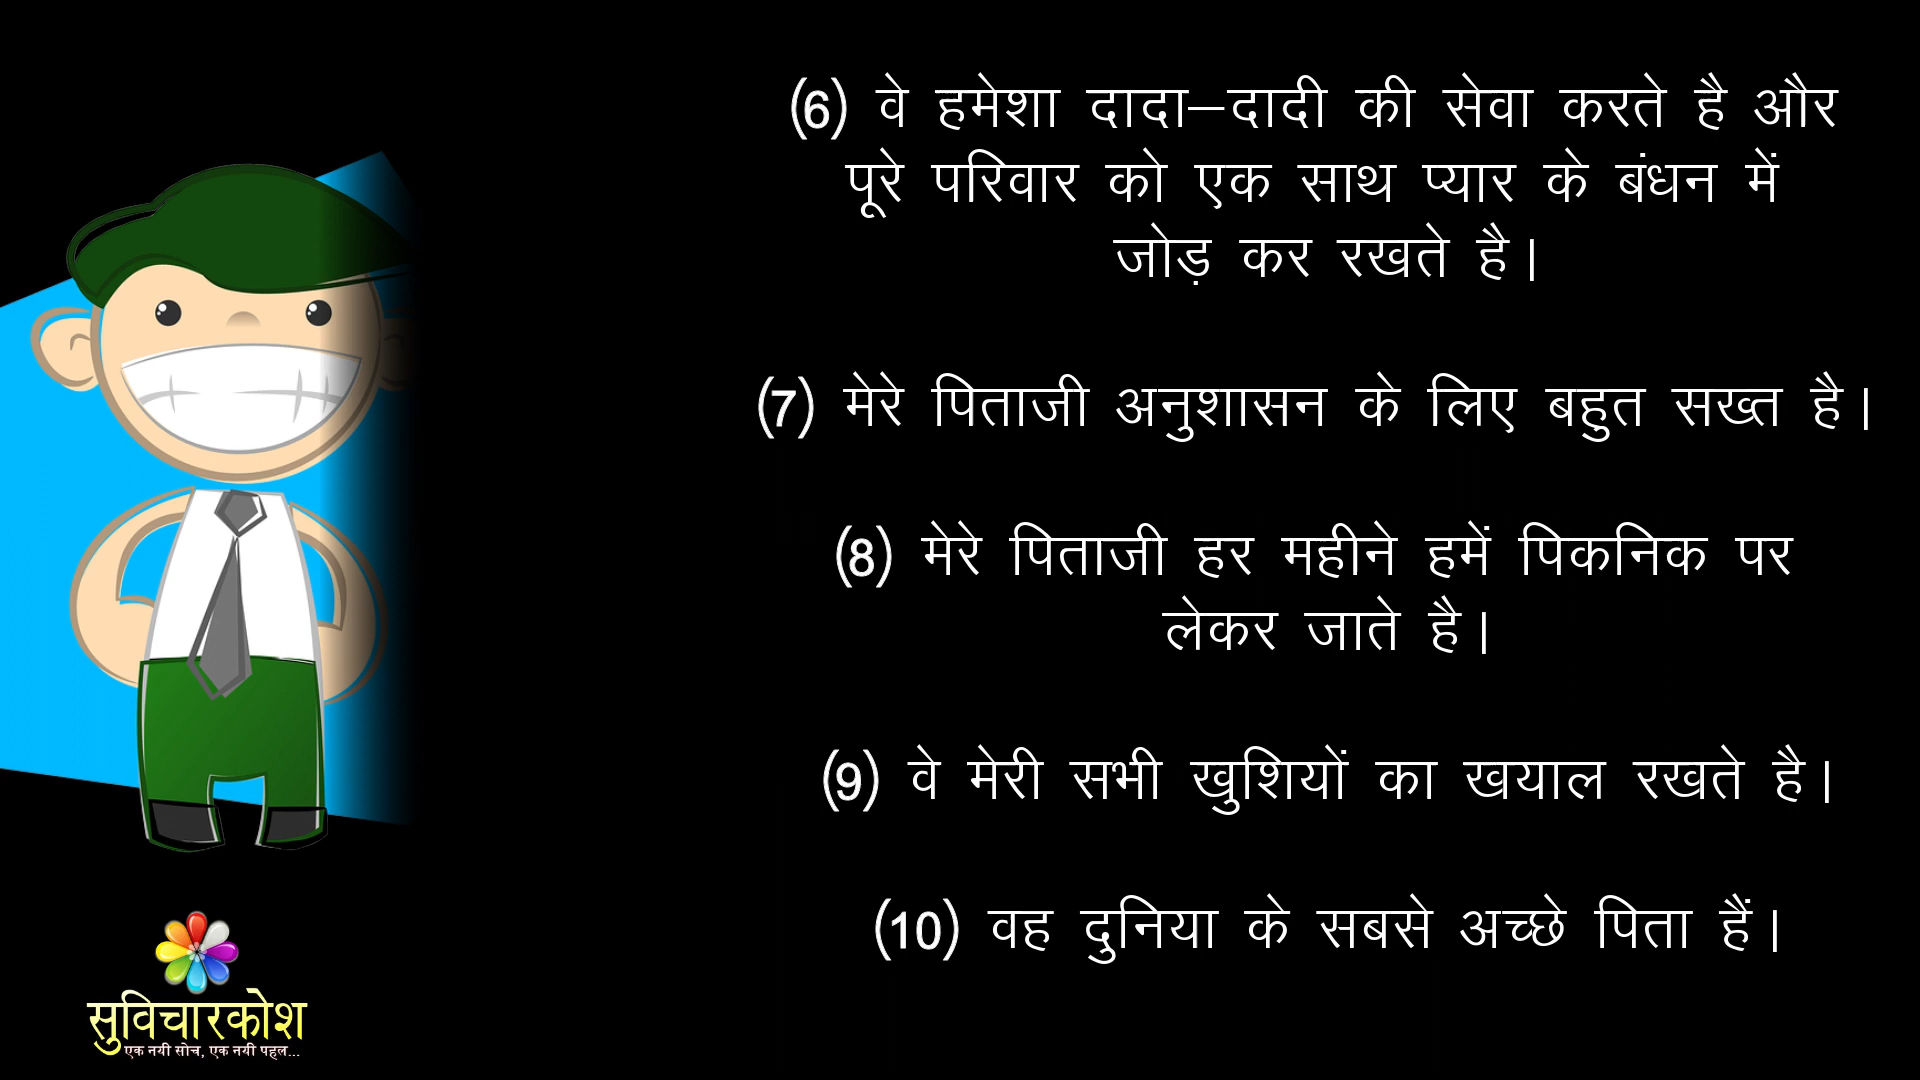 (6) वे हमेशा दादा–दादी की सेवा करते है और
पूरे परिवार को एक साथ प्यार के बंधन में
जोड़ कर रखते है।
(7) मेरे पिताजी अनुशासन के लिए बहुत सख्त है।
(8) मेरे पिताजी हर महीने हमें पिकनिक पर
लेकर जाते है।
(9) वे मेरी सभी खुशियों का खयाल रखते है।
(10) वह दुनिया के सबसे अच्छे पिता हैं।
सुविचारकोश
एक नयी सोच, एक नयी पहल...